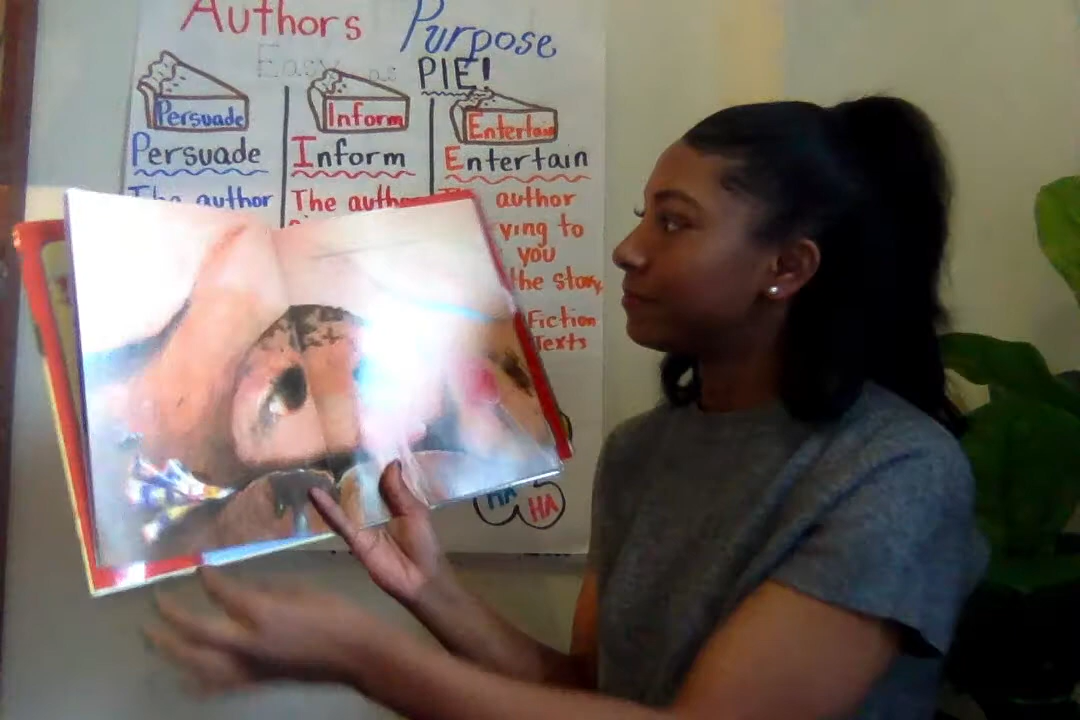 Authors Purpose
Easy as PIE!
Persuade Inform Entertain
Persuade Inform Entertain
The author The author author
ying to
you
the story.
Fiction
Texts
HA HA